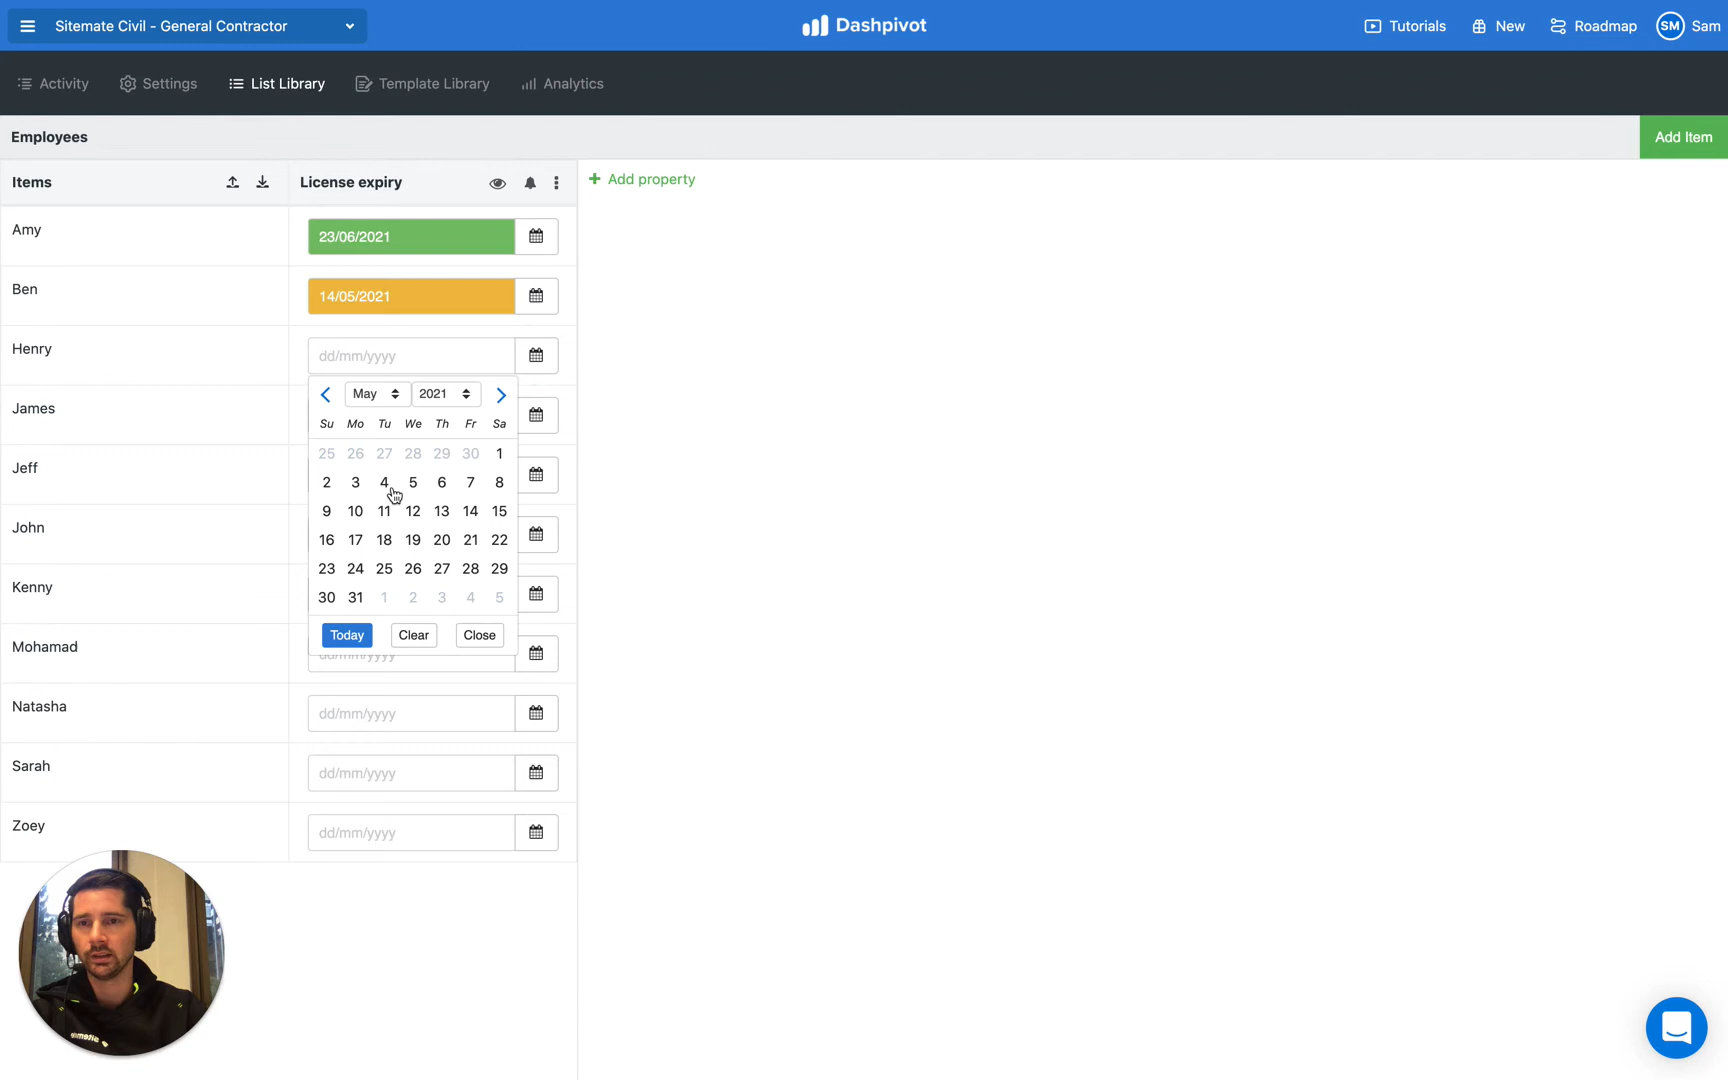 Sitemate Civil - General Contractor
Dashpivot
Tutorials
New
Roadmap
SM
Sam
Activity
Settings
List Library
Template Library
Analytics
Employees
Add Item
Items
License expiry
+ Add property
Amy
23/06/2021
Ben
14/05/2021
Henry
dd/mm/yyyy
May
2021
Su Mo Tu We Th Fr Sa
25 26 27 28 29 30 1
2 3 4 5 6 7 8
9 10 11 12 13 14 15
16 17 18 19 20 21 22
23 24 25 26 27 28 29
30 31 1 2 3 4 5
Today
Clear
Close
James
Jeff
John
Kenny
Mohamad
dd/mm/yyyy
Natasha
dd/mm/yyyy
Sarah
dd/mm/yyyy
Zoey
dd/mm/yyyy